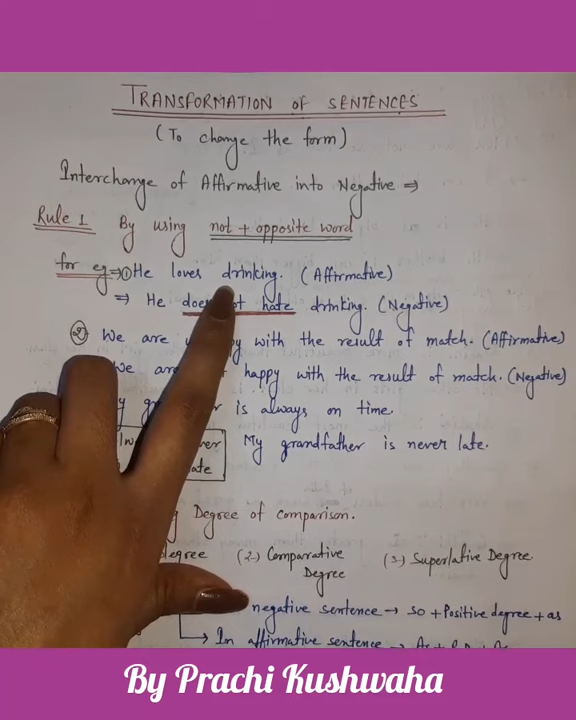 TRANSFORMATION OF SENTENCES
(To change the form)
Interchange of Affirmative into Negative ⇒
Rule 1 By using not + opposite word
for eg ⇒ ① He loves drinking. (Affirmative)
⇒ He does not hate drinking. (Negative)
② We are with the result of match. (Affirmative)
We are happy with the result of match. (Negative)
is always on time.
My grandfather is never late.
Degree of comparison.
degree (2) Comparative Degree (3) Superlative Degree.
negative sentence → so + Positive degree + as
→ In affirmative sentence →
By Prachi Kushwaha